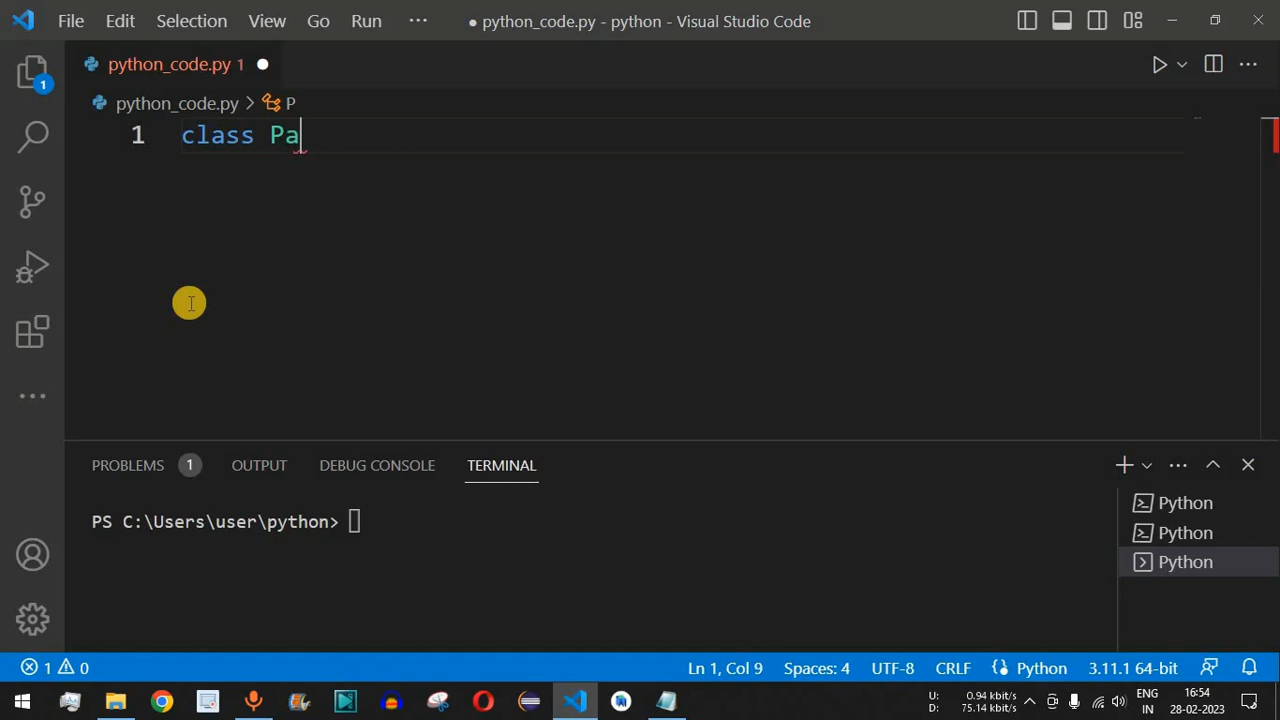 File Edit Selection View Go Run ··· ● python_code.py - python - Visual Studio Code
python_code.py 1 ●
python_code.py > P
1 class Pa
PROBLEMS 1 OUTPUT DEBUG CONSOLE TERMINAL
PS C:\Users\user\python>
Python
Python
Python
1
1 0 Ln 1, Col 9 Spaces: 4 UTF-8 CRLF Python 3.11.1 64-bit
U: 0.94 kbit/s
D: 75.14 kbit/s
ENG
IN
16:54
28-02-2023